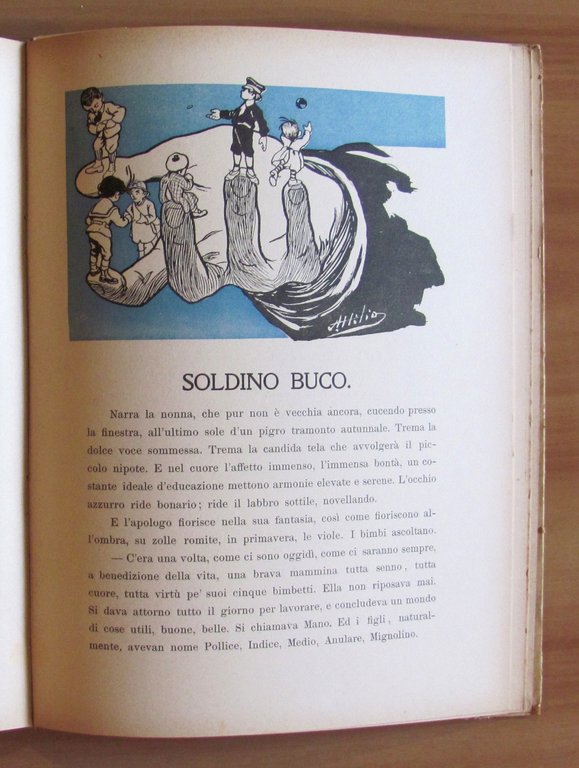 Attilio
SOLDINO BUCO.
Narra la nonna, che pur non è vecchia ancora, cucendo presso
la finestra, all'ultimo sole d'un pigro tramonto autunnale. Trema la
dolce voce sommessa. Trema la candida tela che avvolgerà il pic-
colo nipote. E nel cuore l'affetto immenso, l'immensa bontà, un co-
stante ideale d'educazione mettono armonie elevate e serene. L'occhio
azzurro ride bonario; ride il labbro sottile, novellando.
E l'apologo fiorisce nella sua fantasia, così come fioriscono al-
l'ombra, su zolle romite, in primavera, le viole. I bimbi ascoltano.
— C'era una volta, come ci sono oggidì, come ci saranno sempre,
a benedizione della vita, una brava mammina tutta senno, tutta
cuore, tutta virtù pe' suoi cinque bimbetti. Ella non riposava mai.
Si dava attorno tutto il giorno per lavorare, e concludeva un mondo
di cose utili, buone, belle. Si chiamava Mano. Ed i figli, natural-
mente, avevan nome Pollice, Indice, Medio, Anulare, Mignolino.